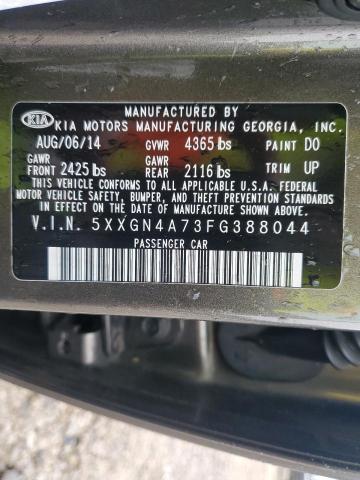 MANUFACTURED BY
KIA KIA MOTORS MANUFACTURING GEORGIA, INC.
AUG/06/14 GVWR 4365 lbs PAINT D0
GAWR FRONT 2425 lbs GAWR REAR 2116 lbs TRIM UP
THIS VEHICLE CONFORMS TO ALL APPLICABLE U.S.A. FEDERAL
MOTOR VEHICLE SAFETY, BUMPER, AND THEFT PREVENTION STANDARDS
IN EFFECT ON THE DATE OF MANUFACTURE SHOWN ABOVE.
V.I.N. 5XXGN4A73FG388044
PASSENGER CAR